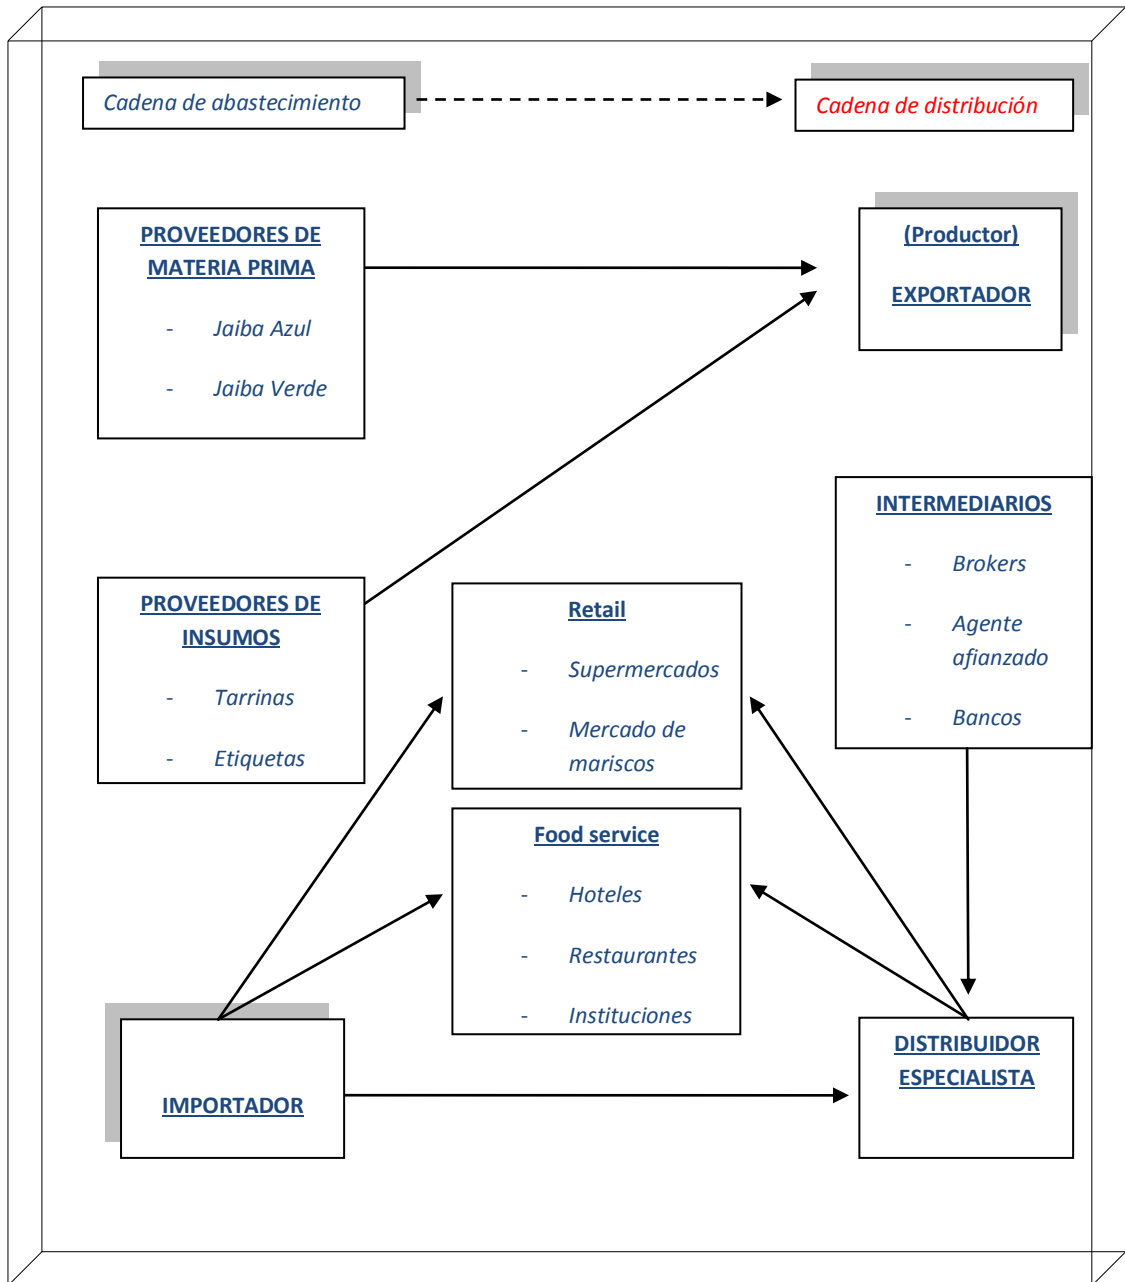 Cadena de abastecimiento
Cadena de distribución
PROVEEDORES DE
MATERIA PRIMA
- Jaiba Azul
- Jaiba Verde
(Productor)
EXPORTADOR
INTERMEDIARIOS
- Brokers
- Agente
afianzado
- Bancos
PROVEEDORES DE
INSUMOS
- Tarrinas
- Etiquetas
Retail
- Supermercados
- Mercado de
mariscos
Food service
- Hoteles
- Restaurantes
- Instituciones
IMPORTADOR
DISTRIBUIDOR
ESPECIALISTA